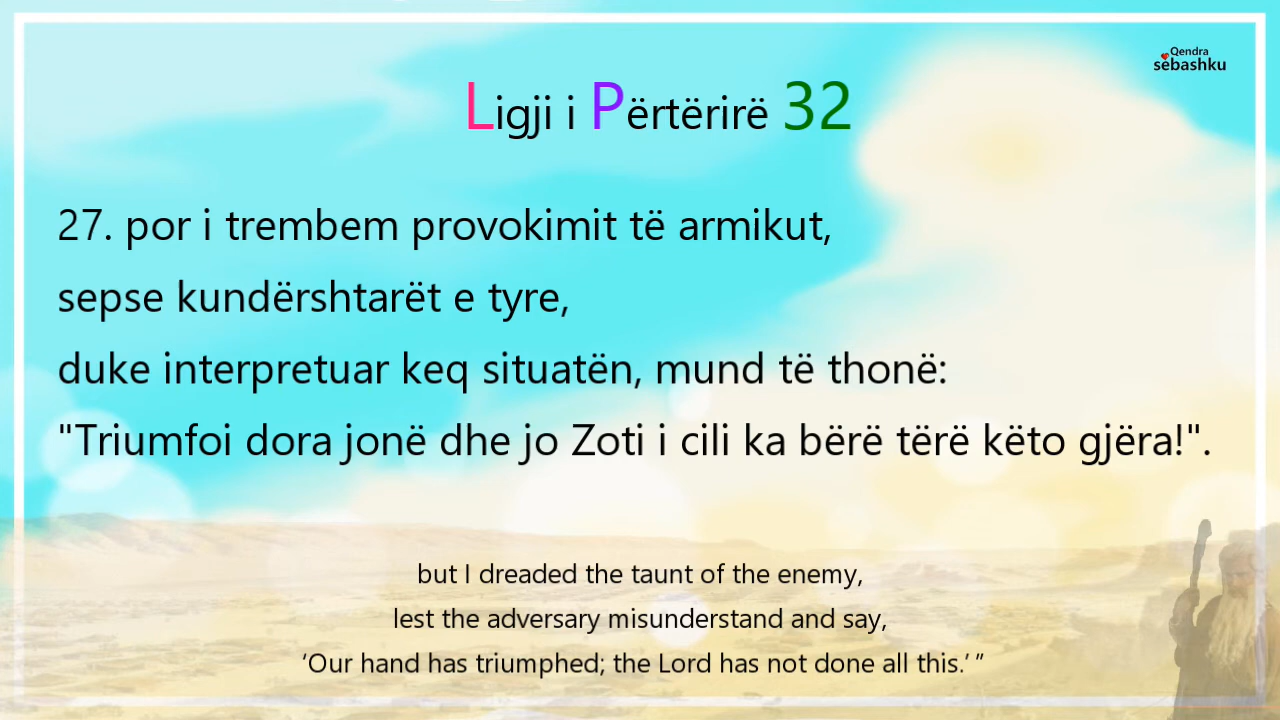 Qendra
sëbashku
Ligji i Përtërirë 32
27. por i trembem provokimit të armikut,
sepse kundërshtarët e tyre,
duke interpretuar keq situatën, mund të thonë:
"Triumfoi dora jonë dhe jo Zoti i cili ka bërë tërë këto gjëra!".
but I dreaded the taunt of the enemy,
lest the adversary misunderstand and say,
‘Our hand has triumphed; the Lord has not done all this.’ ”